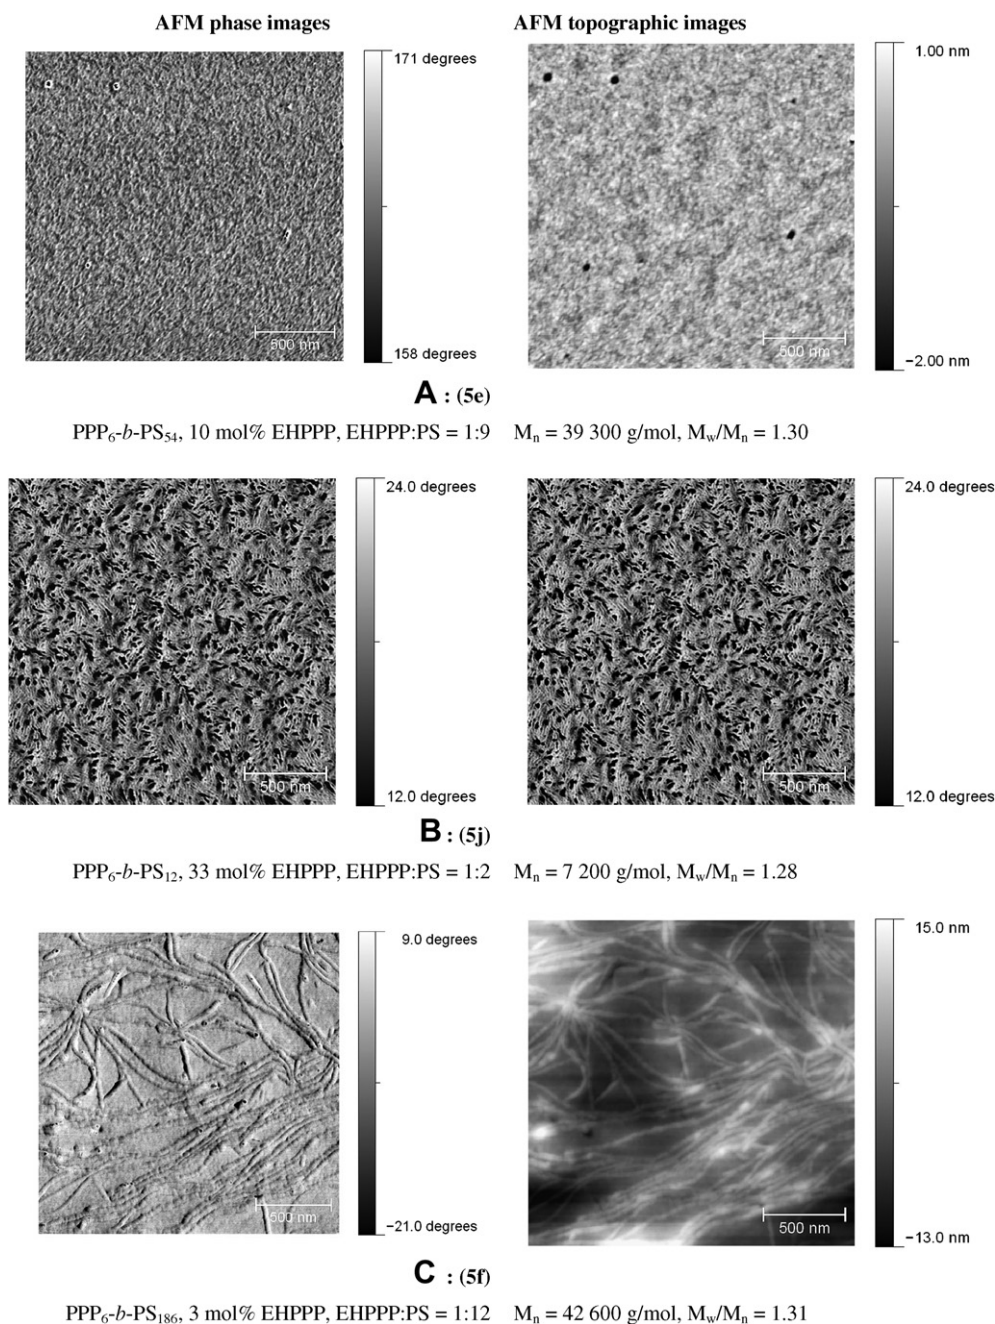 AFM phase images
AFM topographic images
171 degrees
500 nm
158 degrees
1.00 nm
500 nm
−2.00 nm
A : (5e)
PPP₆-b-PS₅₄, 10 mol% EHPPP, EHPPP:PS = 1:9 Mₙ = 39 300 g/mol, M_w/Mₙ = 1.30
24.0 degrees
500 nm
12.0 degrees
24.0 degrees
500 nm
12.0 degrees
B : (5j)
PPP₆-b-PS₁₂, 33 mol% EHPPP, EHPPP:PS = 1:2 Mₙ = 7 200 g/mol, M_w/Mₙ = 1.28
9.0 degrees
500 nm
−21.0 degrees
15.0 nm
500 nm
−13.0 nm
C : (5f)
PPP₆-b-PS₁₈₆, 3 mol% EHPPP, EHPPP:PS = 1:12 Mₙ = 42 600 g/mol, M_w/Mₙ = 1.31